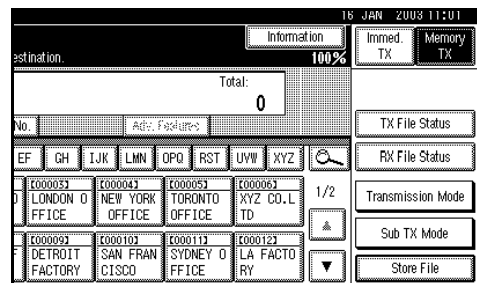 16 JAN 2003 11:01
Information
Immed. TX
Memory TX
estination.
100%
Total:
0
No.
Adv. Features
TX File Status
EF GH IJK LMN OPQ RST UVW XYZ
RX File Status
[00003] [00004] [00005] [00006]
LONDON O NEW YORK TORONTO XYZ CO.L
FFICE OFFICE OFFICE TD
1/2
Transmission Mode
Sub TX Mode
[00009] [00010] [00011] [00012]
F DETROIT SAN FRAN SYDNEY O LA FACTO
FACTORY CISCO FFICE RY
Store File